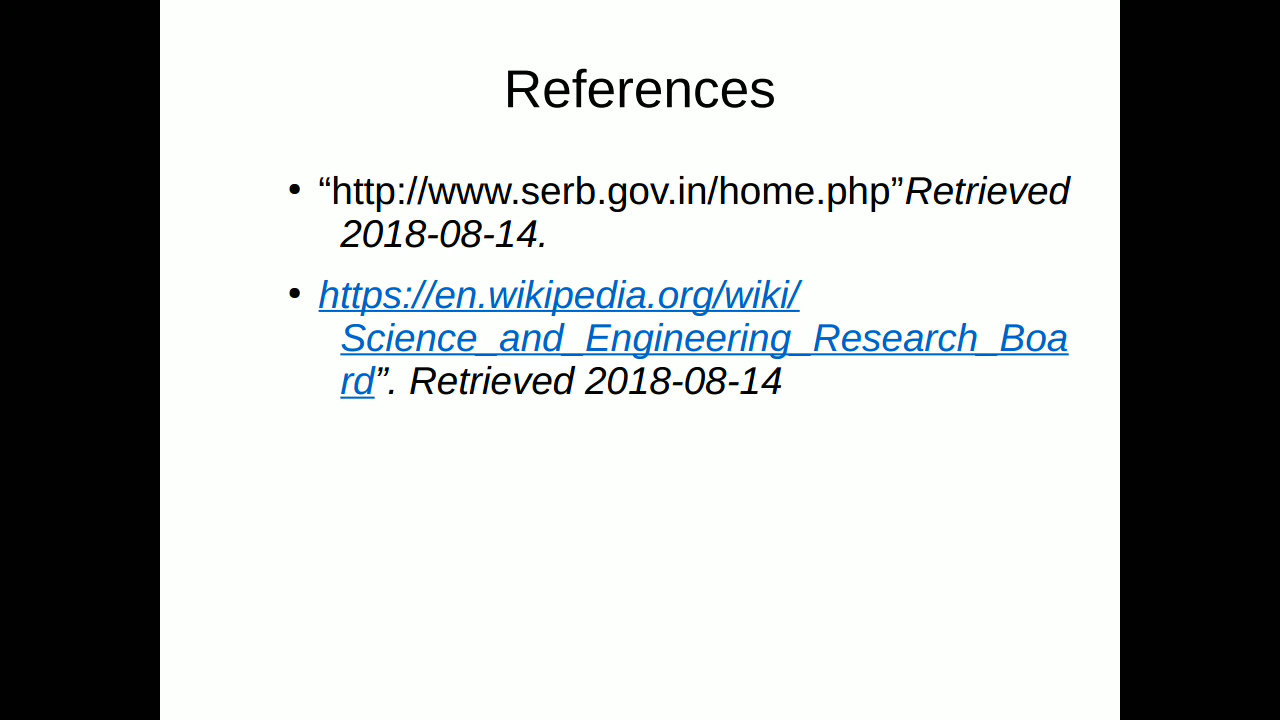 References
• “http://www.serb.gov.in/home.php”Retrieved
2018-08-14.
• https://en.wikipedia.org/wiki/
Science_and_Engineering_Research_Boa
rd”. Retrieved 2018-08-14